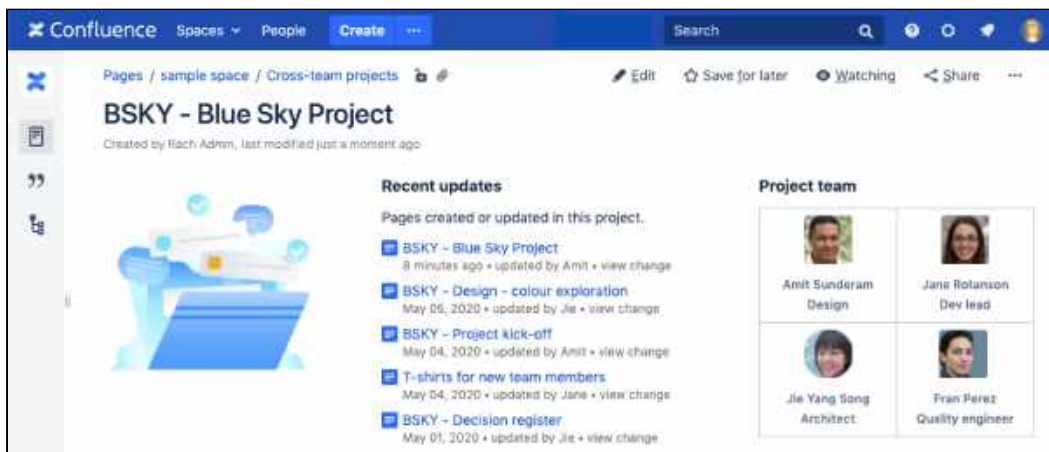 Confluence Spaces People Create ··· Search
Pages / sample space / Cross-team projects Edit Save for later Watching Share ···
BSKY - Blue Sky Project
Created by Rach Admin, last modified just a moment ago
Recent updates
Pages created or updated in this project.
BSKY - Blue Sky Project
8 minutes ago • updated by Amit • view change
BSKY - Design - colour exploration
May 05, 2020 • updated by Jie • view change
BSKY - Project kick-off
May 04, 2020 • updated by Amit • view change
T-shirts for new team members
May 04, 2020 • updated by Jane • view change
BSKY - Decision register
May 01, 2020 • updated by Jie • view change
Project team
Amit Sunderam
Design
Jane Rotanson
Dev lead
Jie Yang Song
Architect
Fran Perez
Quality engineer